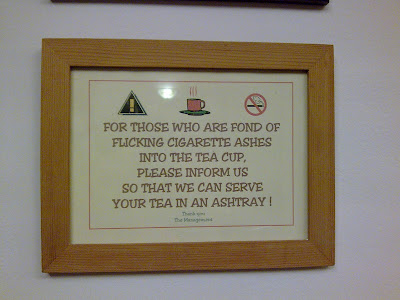 FOR THOSE WHO ARE FOND OF
FLICKING CIGARETTE ASHES
INTO THE TEA CUP,
PLEASE INFORM US
SO THAT WE CAN SERVE
YOUR TEA IN AN ASHTRAY !
Thank you
The Management